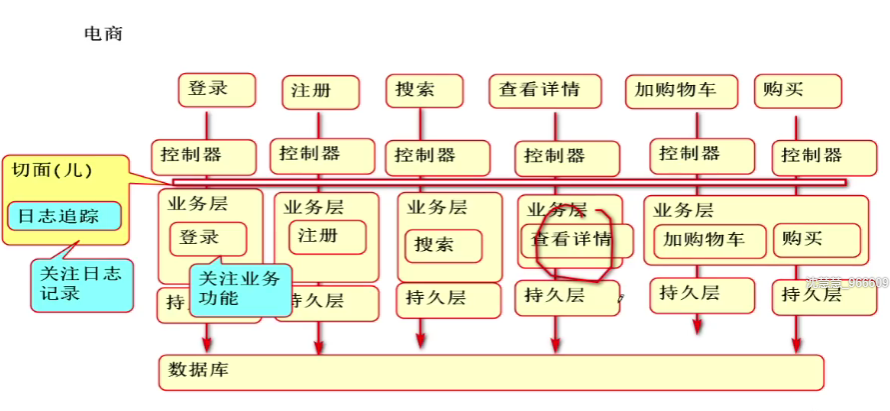 电商
登录
注册
搜索
查看详情
加购物车
购买
控制器
控制器
控制器
控制器
控制器
控制器
切面(儿)
日志追踪
关注日志
记录
业务层
登录
业务层
注册
业务层
搜索
业务层
查看详情
业务层
加购物车
购买
关注业务
功能
持
持久层
持久层
持久层
持久层
持久层
数据库